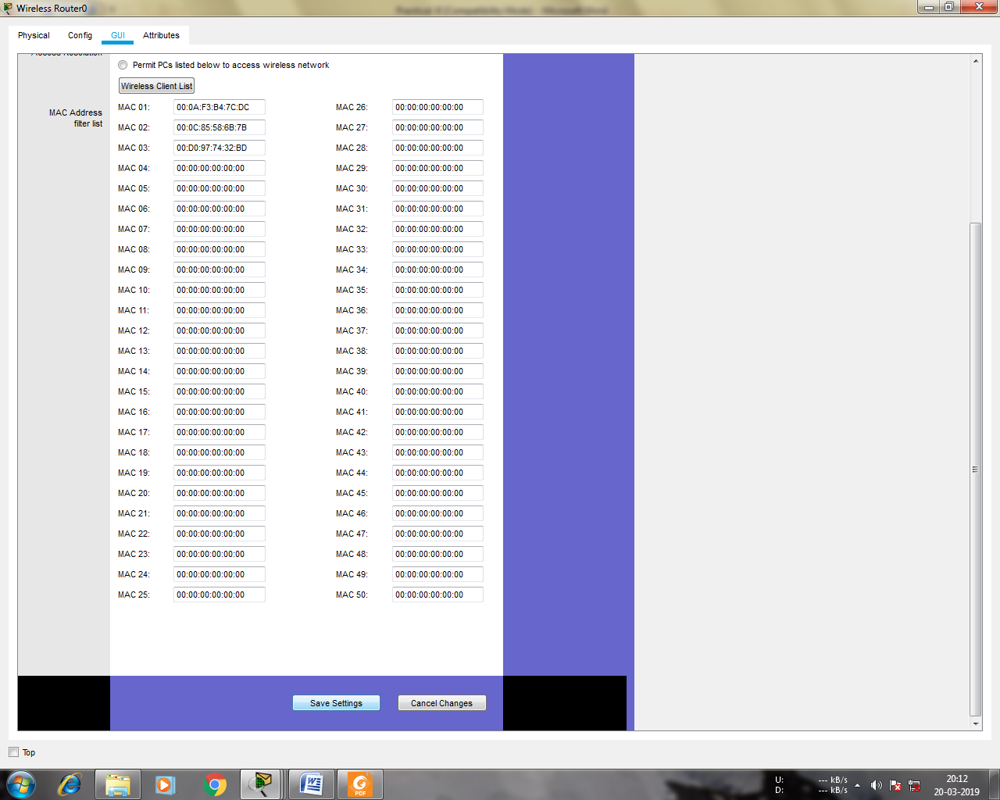 Wireless Router0
Physical Config GUI Attributes
Access Resolution
Permit PCs listed below to access wireless network
Wireless Client List
MAC Address
filter list
MAC 01: 00:0A:F3:B4:7C:DC MAC 26: 00:00:00:00:00:00
MAC 02: 00:0C:85:58:6B:7B MAC 27: 00:00:00:00:00:00
MAC 03: 00:D0:97:74:32:BD MAC 28: 00:00:00:00:00:00
MAC 04: 00:00:00:00:00:00 MAC 29: 00:00:00:00:00:00
MAC 05: 00:00:00:00:00:00 MAC 30: 00:00:00:00:00:00
MAC 06: 00:00:00:00:00:00 MAC 31: 00:00:00:00:00:00
MAC 07: 00:00:00:00:00:00 MAC 32: 00:00:00:00:00:00
MAC 08: 00:00:00:00:00:00 MAC 33: 00:00:00:00:00:00
MAC 09: 00:00:00:00:00:00 MAC 34: 00:00:00:00:00:00
MAC 10: 00:00:00:00:00:00 MAC 35: 00:00:00:00:00:00
MAC 11: 00:00:00:00:00:00 MAC 36: 00:00:00:00:00:00
MAC 12: 00:00:00:00:00:00 MAC 37: 00:00:00:00:00:00
MAC 13: 00:00:00:00:00:00 MAC 38: 00:00:00:00:00:00
MAC 14: 00:00:00:00:00:00 MAC 39: 00:00:00:00:00:00
MAC 15: 00:00:00:00:00:00 MAC 40: 00:00:00:00:00:00
MAC 16: 00:00:00:00:00:00 MAC 41: 00:00:00:00:00:00
MAC 17: 00:00:00:00:00:00 MAC 42: 00:00:00:00:00:00
MAC 18: 00:00:00:00:00:00 MAC 43: 00:00:00:00:00:00
MAC 19: 00:00:00:00:00:00 MAC 44: 00:00:00:00:00:00
MAC 20: 00:00:00:00:00:00 MAC 45: 00:00:00:00:00:00
MAC 21: 00:00:00:00:00:00 MAC 46: 00:00:00:00:00:00
MAC 22: 00:00:00:00:00:00 MAC 47: 00:00:00:00:00:00
MAC 23: 00:00:00:00:00:00 MAC 48: 00:00:00:00:00:00
MAC 24: 00:00:00:00:00:00 MAC 49: 00:00:00:00:00:00
MAC 25: 00:00:00:00:00:00 MAC 50: 00:00:00:00:00:00
Save Settings Cancel Changes
Top
PDF
U: --- kB/s
D: --- kB/s
20:12
20-03-2019